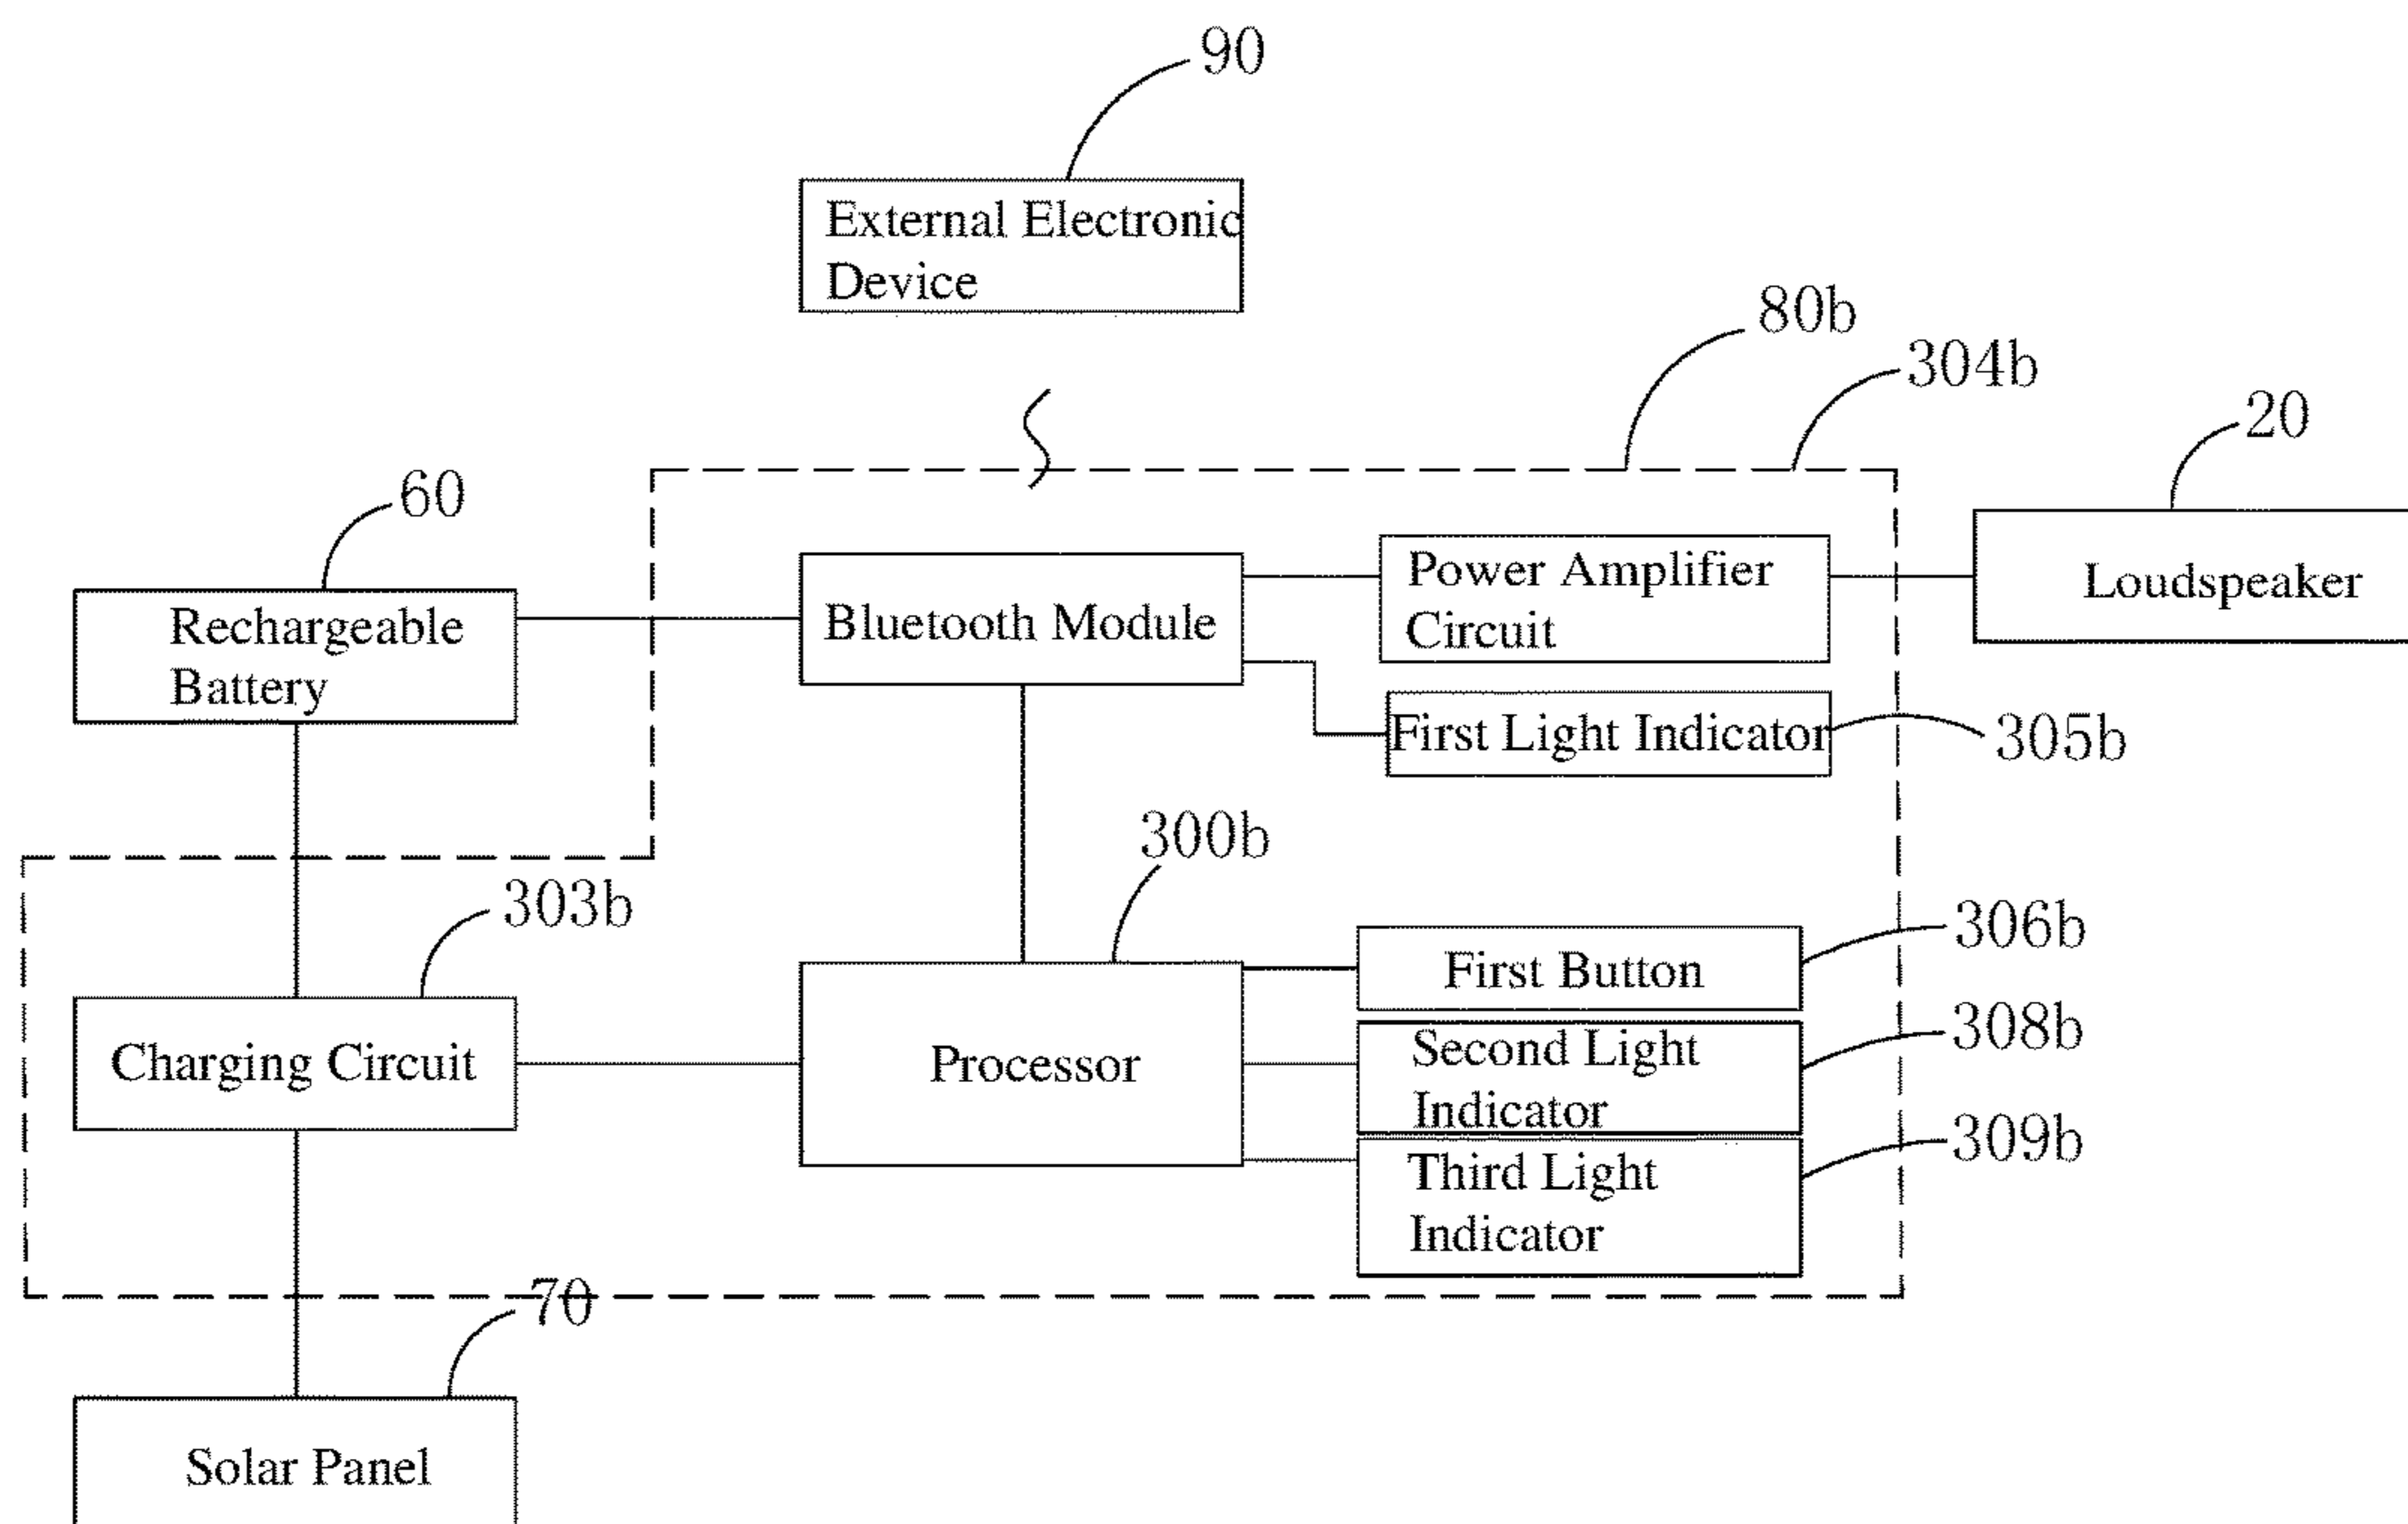 90
External Electronic
Device
80b
304b
20
60
Rechargeable
Battery
Bluetooth Module
Power Amplifier
Circuit
Loudspeaker
First Light Indicator
305b
300b
303b
306b
First Button
Charging Circuit
Processor
308b
Second Light
Indicator
309b
Third Light
Indicator
70
Solar Panel